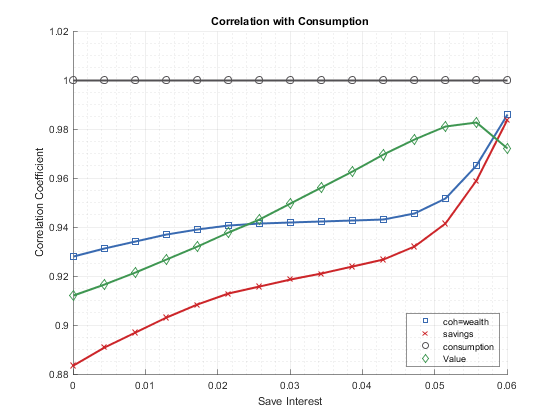 Correlation with Consumption
1.02
1
0.98
0.96
0.94
0.92
0.9
0.88
Correlation Coefficient
0 0.01 0.02 0.03 0.04 0.05 0.06
Save Interest
coh=wealth
savings
consumption
Value